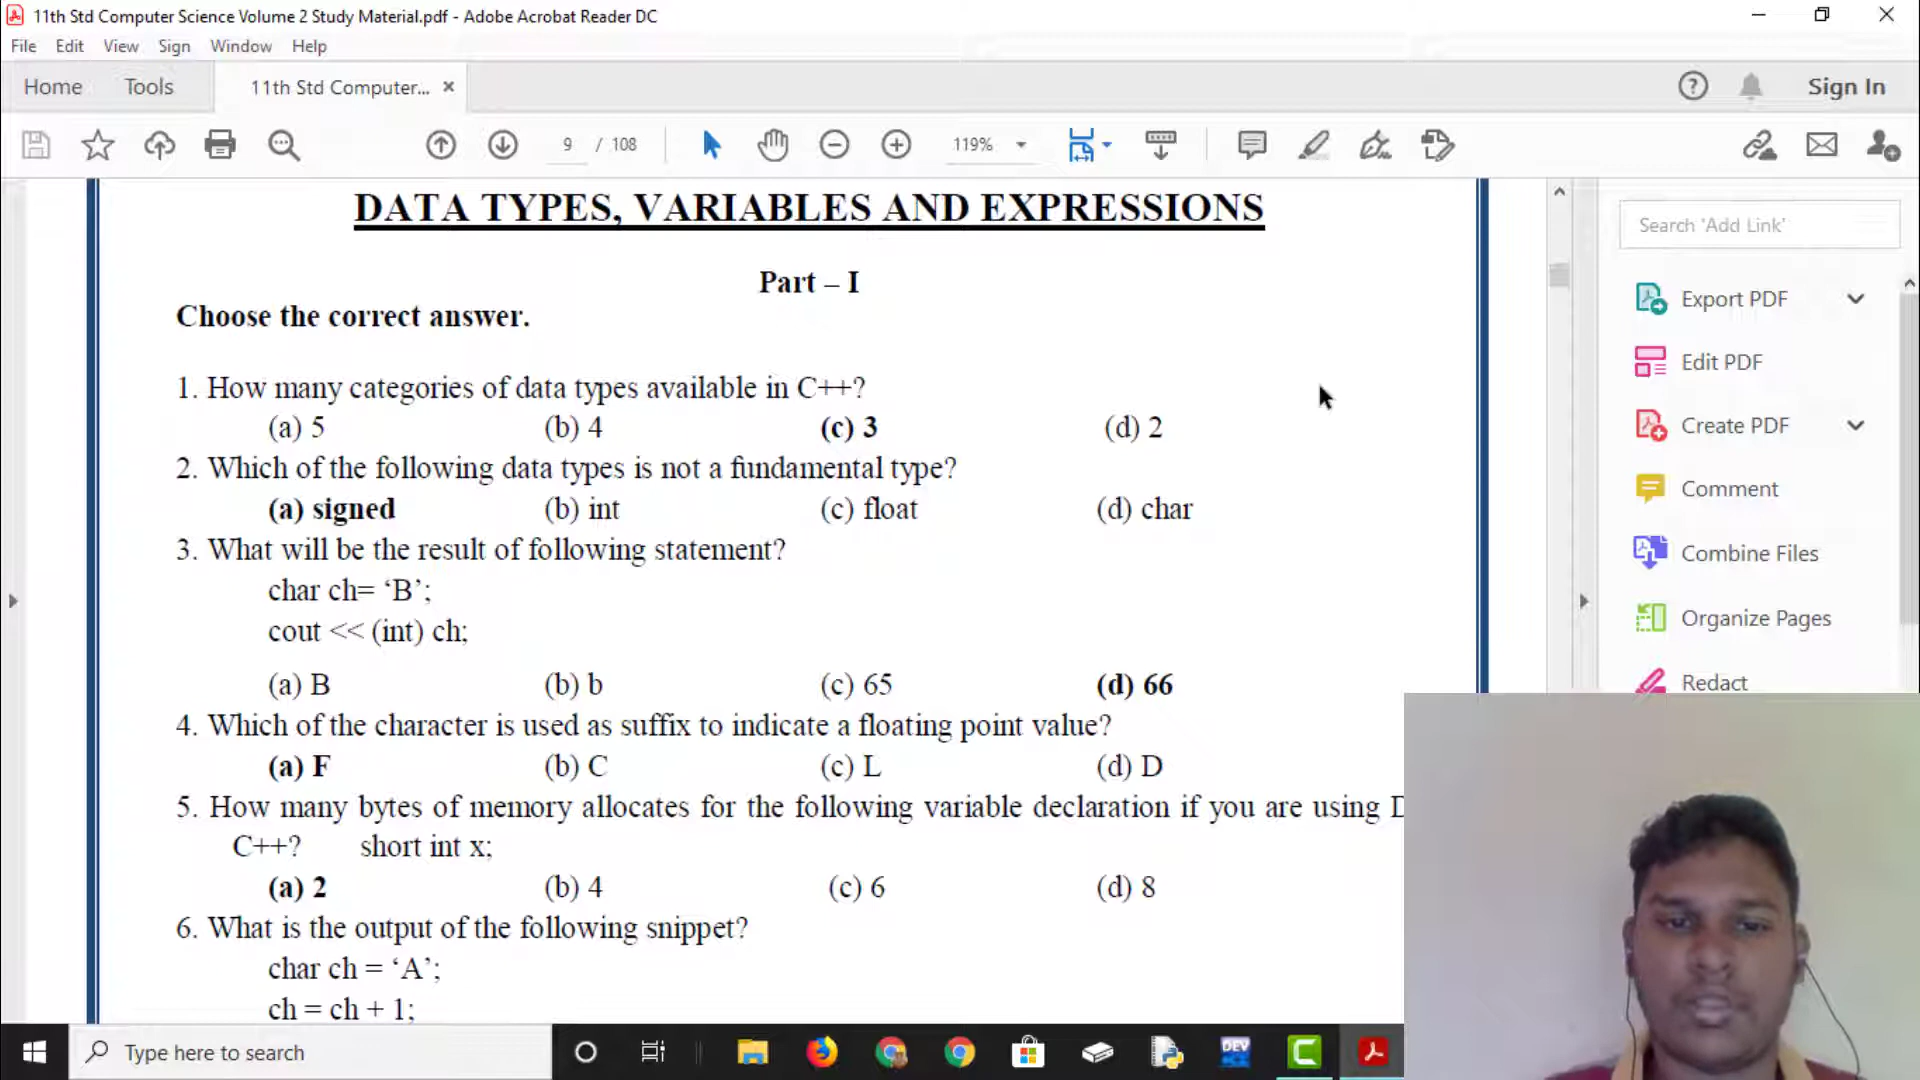 11th Std Computer Science Volume 2 Study Material.pdf - Adobe Acrobat Reader DC
File Edit View Sign Window Help
Home Tools 11th Std Computer... × Sign In
9 / 108 119%
DATA TYPES, VARIABLES AND EXPRESSIONS
Part – I
Choose the correct answer.
1. How many categories of data types available in C++?
(a) 5 (b) 4 (c) 3 (d) 2
2. Which of the following data types is not a fundamental type?
(a) signed (b) int (c) float (d) char
3. What will be the result of following statement?
char ch= ‘B’;
cout << (int) ch;
(a) B (b) b (c) 65 (d) 66
4. Which of the character is used as suffix to indicate a floating point value?
(a) F (b) C (c) L (d) D
5. How many bytes of memory allocates for the following variable declaration if you are using D
C++? short int x;
(a) 2 (b) 4 (c) 6 (d) 8
6. What is the output of the following snippet?
char ch = ‘A’;
ch = ch + 1;
Search 'Add Link'
Export PDF
Edit PDF
Create PDF
Comment
Combine Files
Organize Pages
Redact
Type here to search
DEV